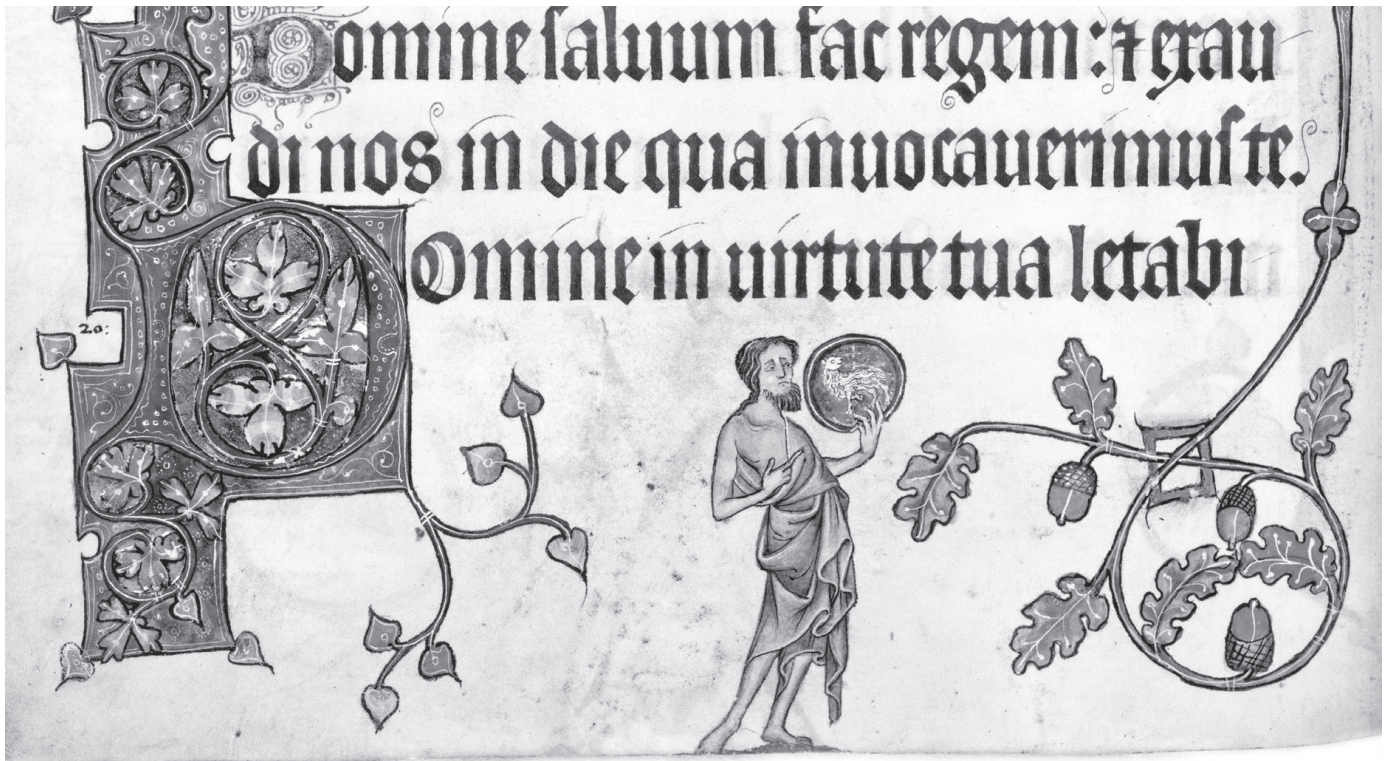 Domine saluum fac regem: ⁊ exau
di nos in die qua inuocauerimus te.
Domine in uirtute tua letabi
20: